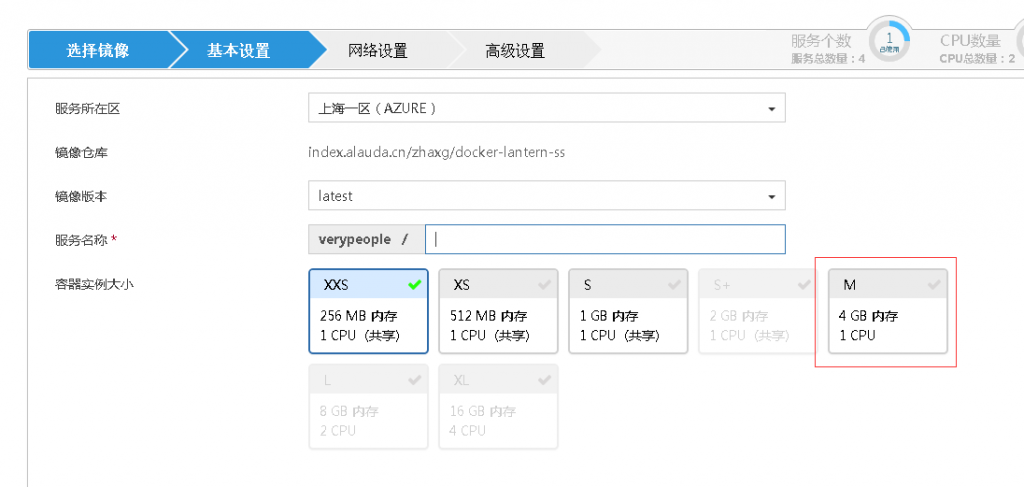 选择镜像
基本设置
网络设置
高级设置
服务个数
服务总数量：4
1
已使用
CPU数量
CPU总数量：2
服务所在区
上海一区（AZURE）
镜像仓库
index.alauda.cn/zhaxg/docker-lantern-ss
镜像版本
latest
服务名称 *
verypeople /
容器实例大小
XXS
256 MB 内存
1 CPU（共享）
XS
512 MB 内存
1 CPU（共享）
S
1 GB 内存
1 CPU（共享）
S+
2 GB 内存
1 CPU（共享）
M
4 GB 内存
1 CPU
L
8 GB 内存
2 CPU
XL
16 GB 内存
4 CPU